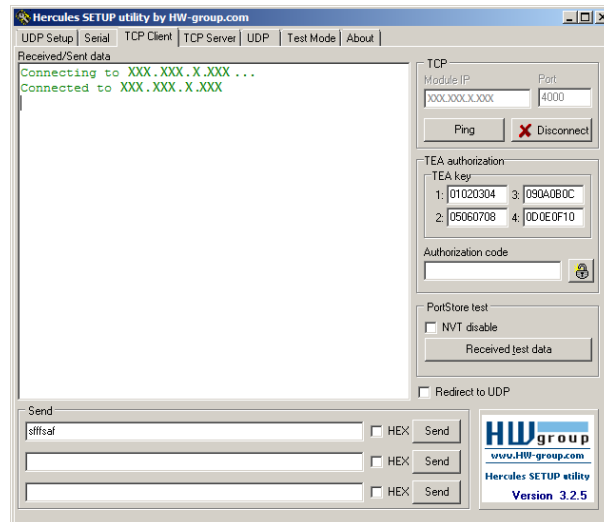 Hercules SETUP utility by HW-group.com
UDP Setup Serial TCP Client TCP Server UDP Test Mode About
Received/Sent data
Connecting to XXX.XXX.X.XXX ...
Connected to XXX.XXX.X.XXX
TCP
Module IP Port
XXX.XXX.X.XXX 4000
Ping Disconnect
TEA authorization
TEA key
1: 01020304 3: 090A0B0C
2: 05060708 4: 0D0E0F10
Authorization code
PortStore test
NVT disable
Received test data
Redirect to UDP
Send
sfffsaf HEX Send
HEX Send
HEX Send
HW group
www.HW-group.com
Hercules SETUP utility
Version 3.2.5